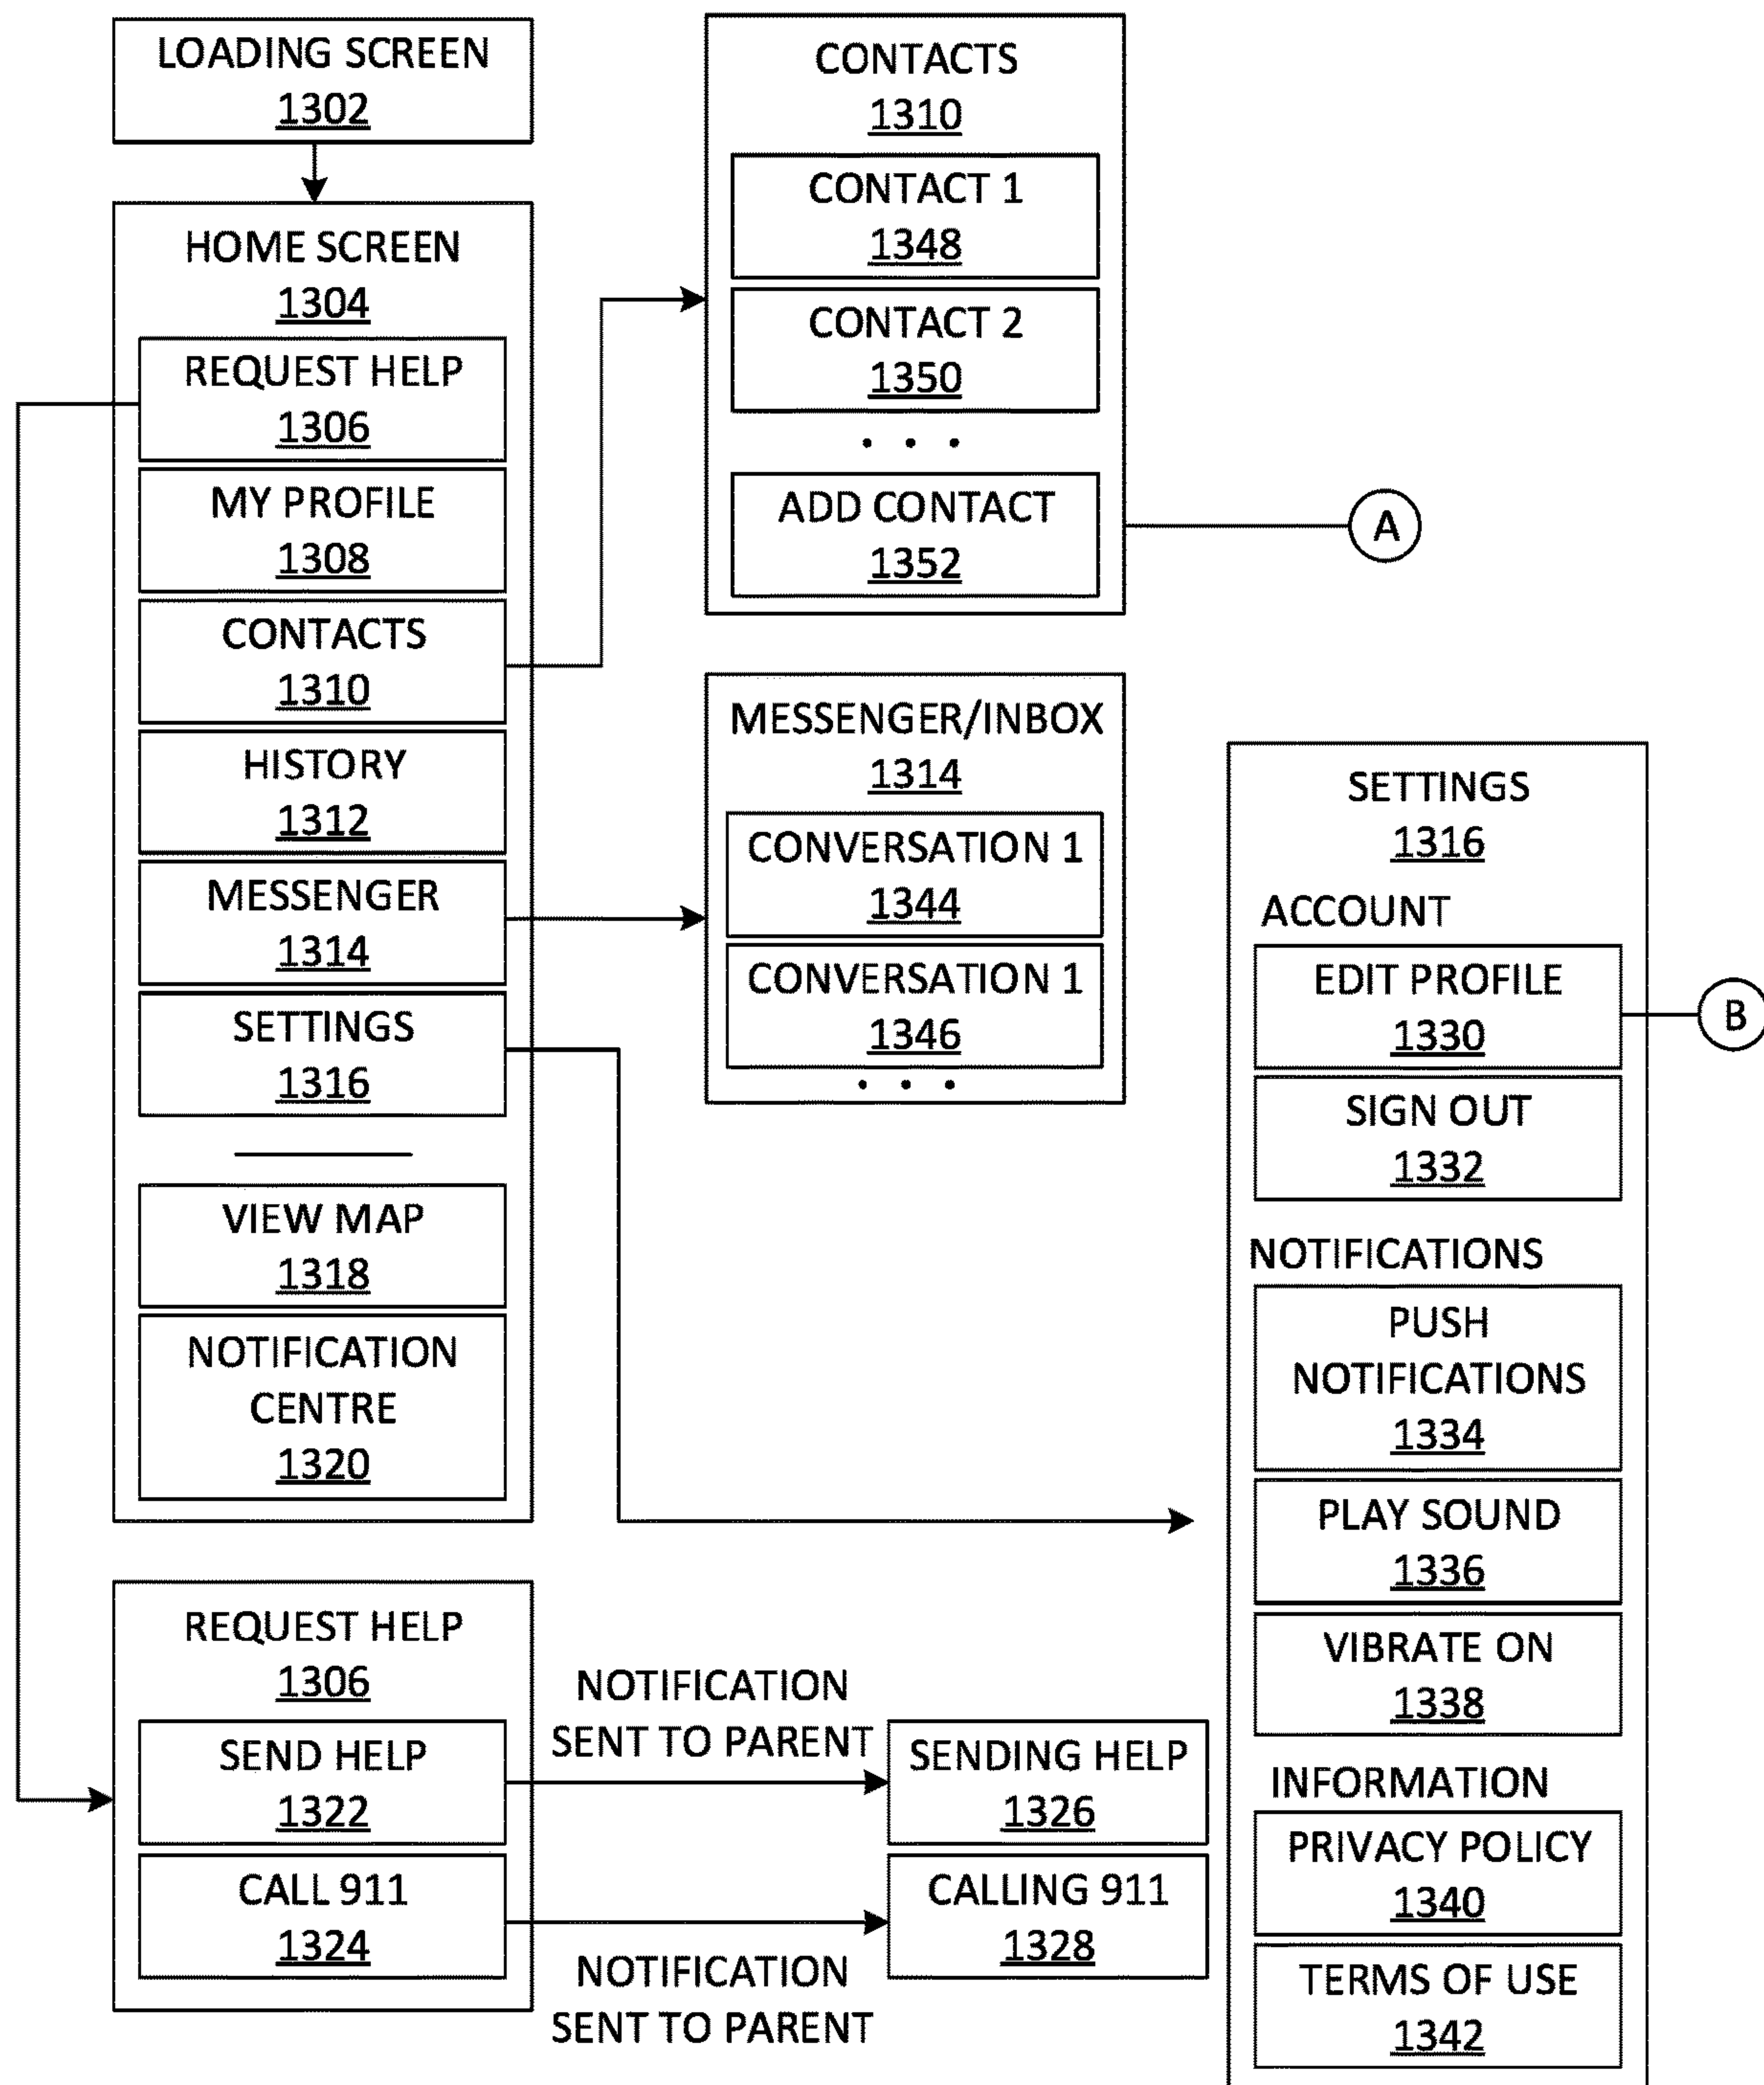 LOADING SCREEN
1302
HOME SCREEN
1304
REQUEST HELP
1306
MY PROFILE
1308
CONTACTS
1310
HISTORY
1312
MESSENGER
1314
SETTINGS
1316
VIEW MAP
1318
NOTIFICATION
CENTRE
1320
CONTACTS
1310
CONTACT 1
1348
CONTACT 2
1350
. . .
ADD CONTACT
1352
A
MESSENGER/INBOX
1314
CONVERSATION 1
1344
CONVERSATION 1
1346
. . .
REQUEST HELP
1306
SEND HELP
1322
CALL 911
1324
NOTIFICATION
SENT TO PARENT
NOTIFICATION
SENT TO PARENT
SENDING HELP
1326
CALLING 911
1328
SETTINGS
1316
ACCOUNT
EDIT PROFILE
1330
B
SIGN OUT
1332
NOTIFICATIONS
PUSH
NOTIFICATIONS
1334
PLAY SOUND
1336
VIBRATE ON
1338
INFORMATION
PRIVACY POLICY
1340
TERMS OF USE
1342